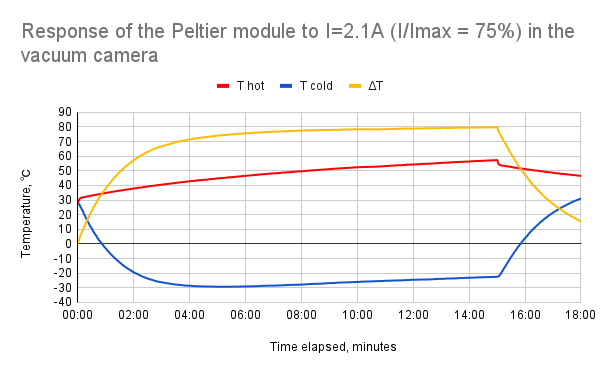 Response of the Peltier module to I=2.1A (I/Imax = 75%) in the
vacuum camera
T hot T cold ΔT
90
80
70
60
50
40
30
20
10
0
-10
-20
-30
-40
Temperature, °C
00:00 02:00 04:00 06:00 08:00 10:00 12:00 14:00 16:00 18:00
Time elapsed, minutes